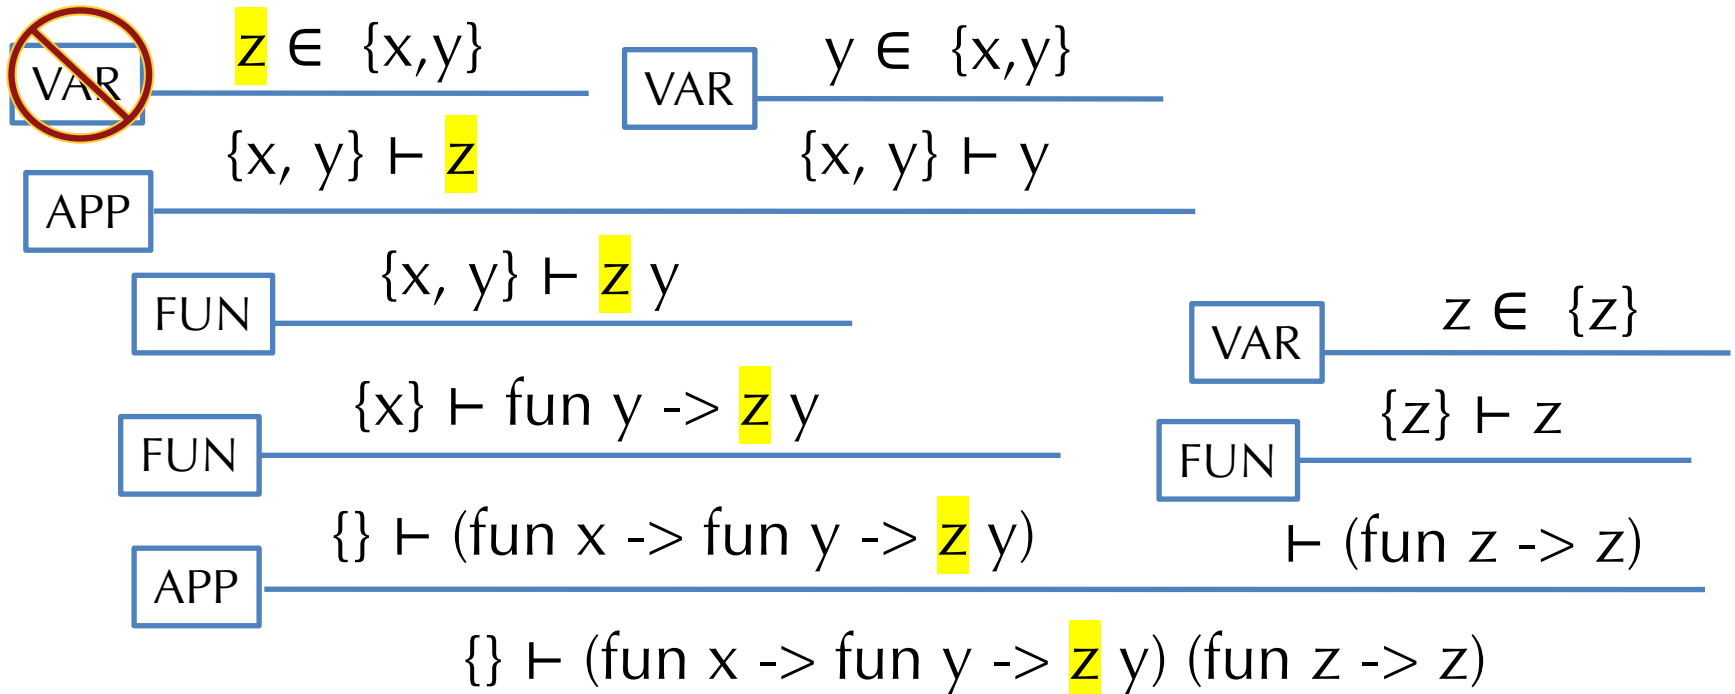 VAR z ∈ {x,y} VAR y ∈ {x,y}
{x, y} ⊢ z {x, y} ⊢ y
APP
{x, y} ⊢ z y
FUN
VAR z ∈ {z}
{x} ⊢ fun y -> z y {z} ⊢ z
FUN FUN
{} ⊢ (fun x -> fun y -> z y) ⊢ (fun z -> z)
APP
{} ⊢ (fun x -> fun y -> z y) (fun z -> z)